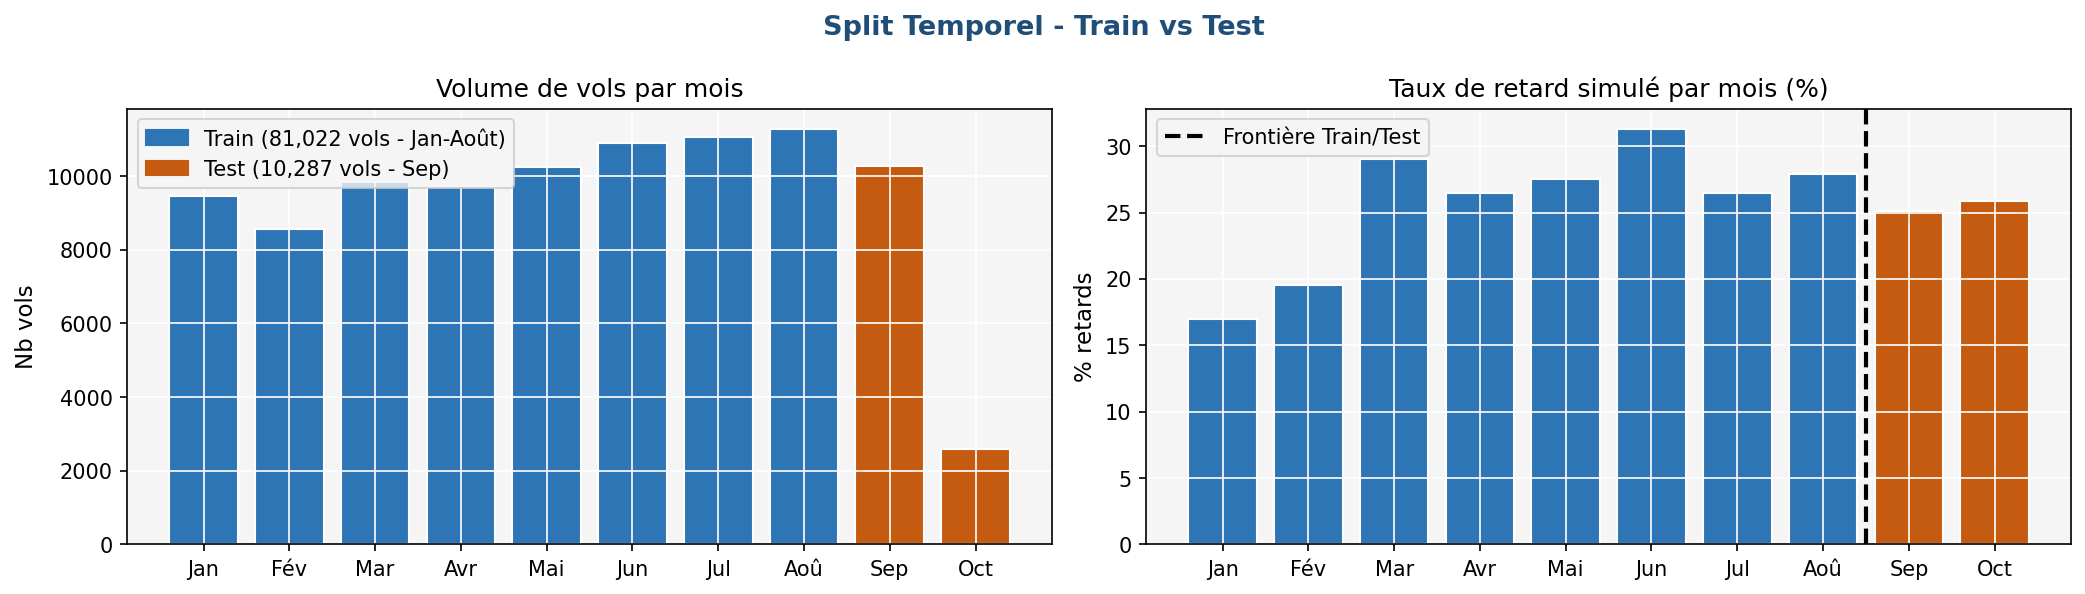 Split Temporel - Train vs Test
Volume de vols par mois
Train (81,022 vols - Jan-Août)
Test (10,287 vols - Sep)
Nb vols
10000
8000
6000
4000
2000
0
Jan Fév Mar Avr Mai Jun Jul Aoû Sep Oct
Taux de retard simulé par mois (%)
Frontière Train/Test
% retards
30
25
20
15
10
5
0
Jan Fév Mar Avr Mai Jun Jul Aoû Sep Oct